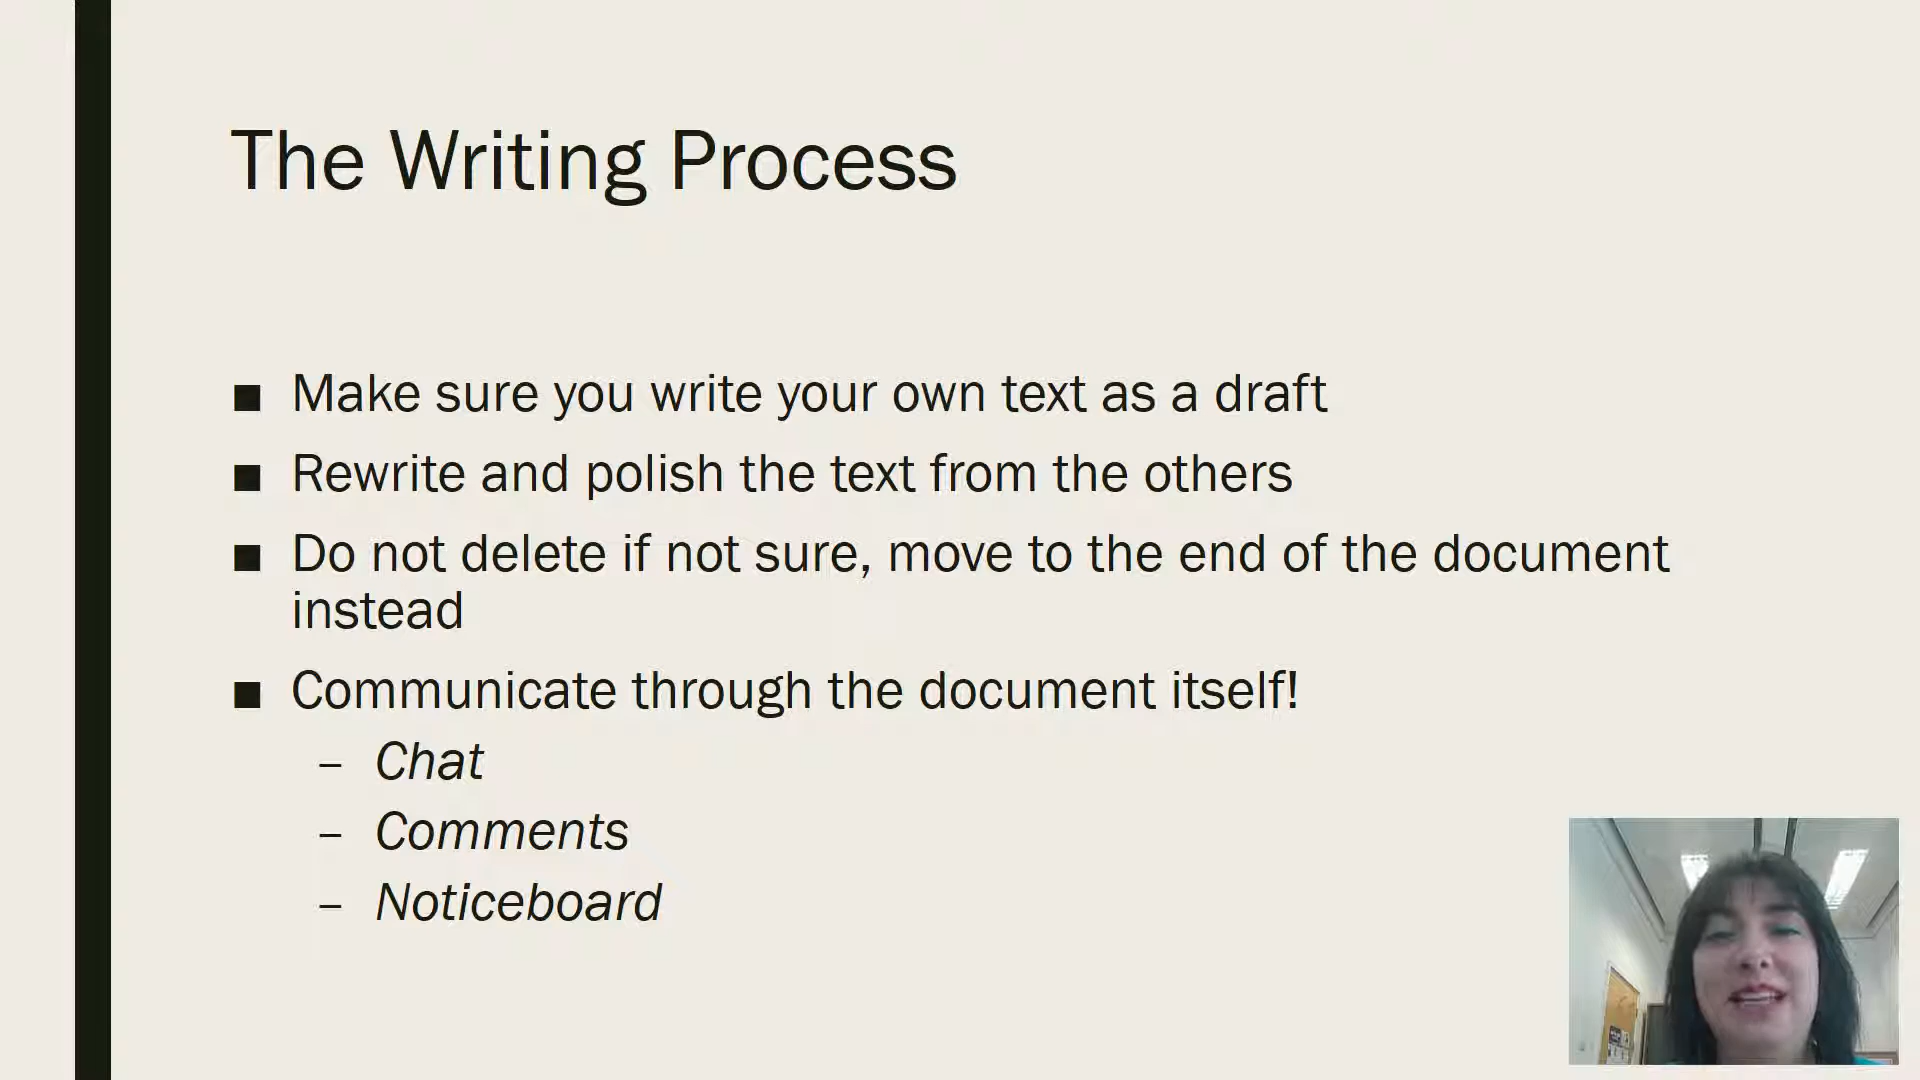 The Writing Process
■ Make sure you write your own text as a draft
■ Rewrite and polish the text from the others
■ Do not delete if not sure, move to the end of the document
instead
■ Communicate through the document itself!
– Chat
– Comments
– Noticeboard